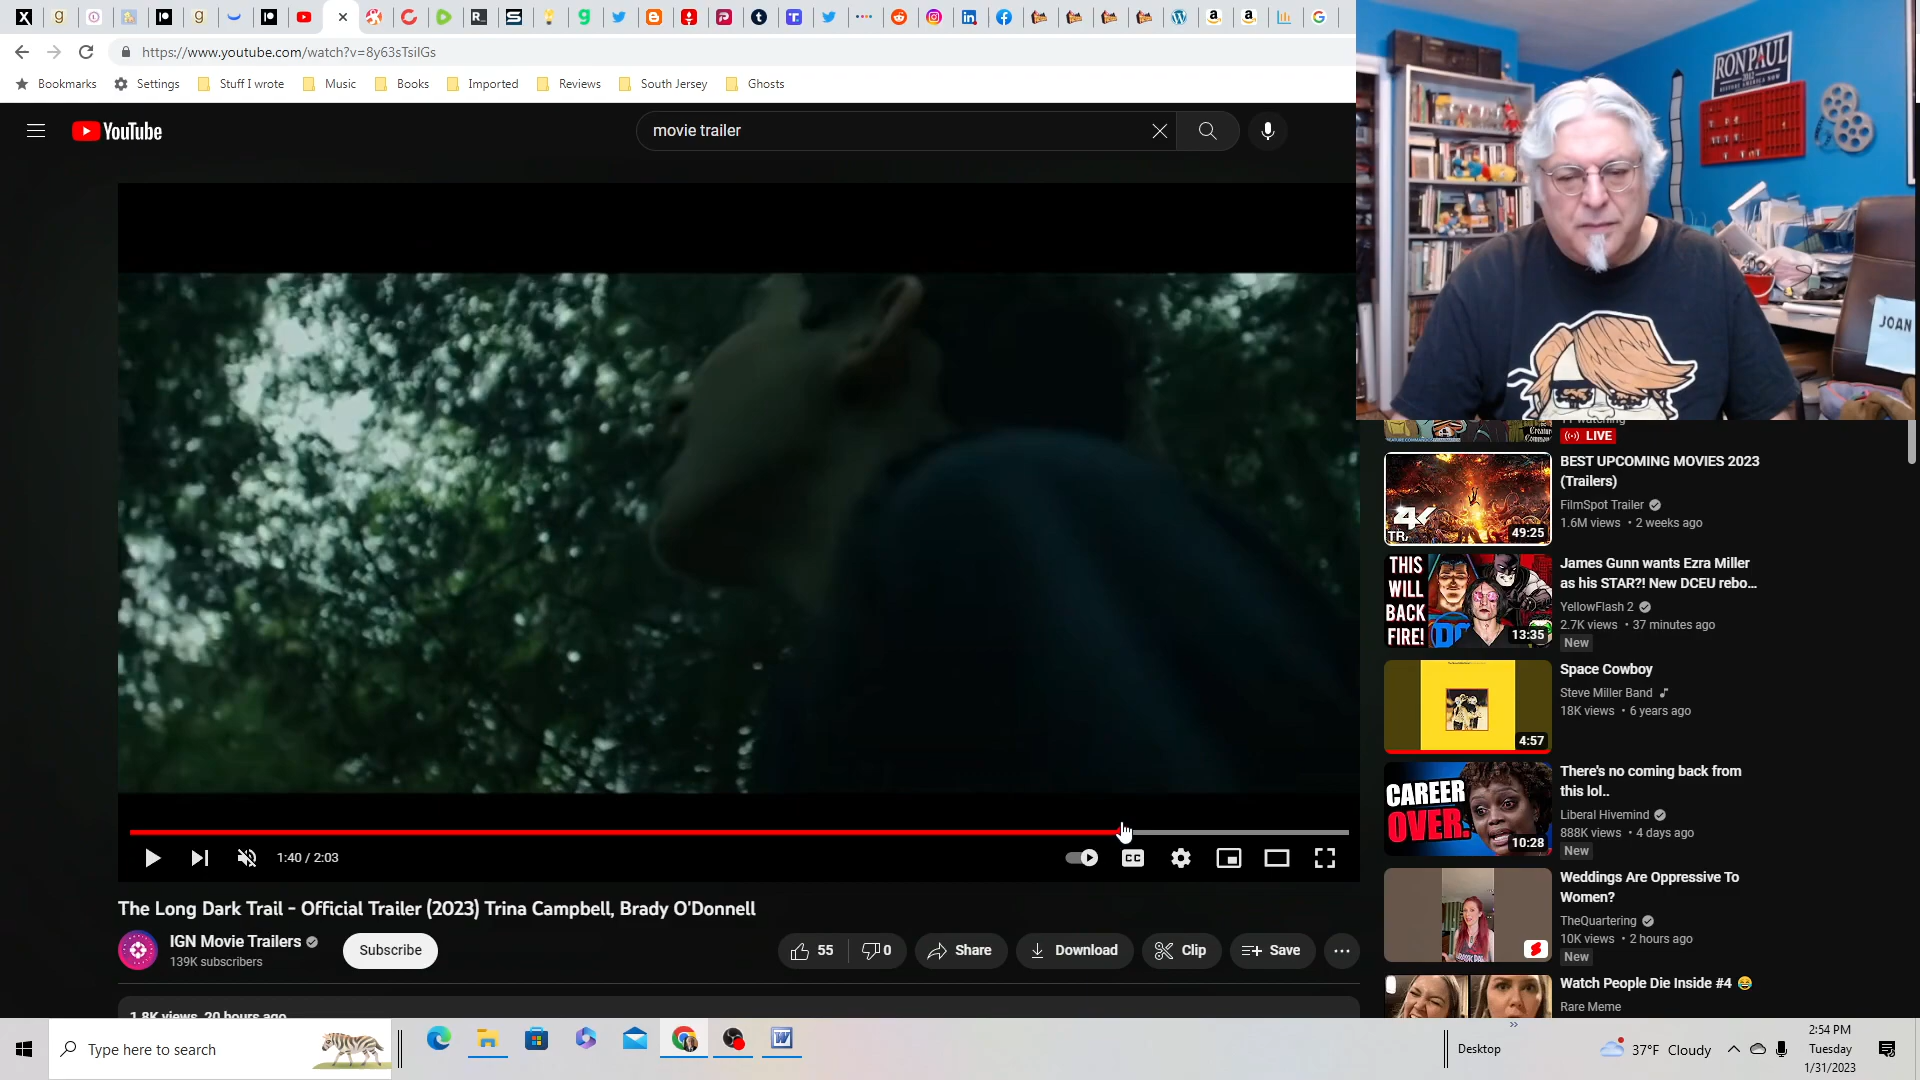 https://www.youtube.com/watch?v=8y63sTsilGs
Bookmarks
Settings
Stuff I wrote
Music
Books
Imported
Reviews
South Jersey
Ghosts
YouTube
movie trailer
RON PAUL
2012
JOAN
LIVE
BEST UPCOMING MOVIES 2023
(Trailers)
FilmSpot Trailer
1.6M views • 2 weeks ago
4K
49:25
THIS
WILL
BACK
FIRE!
13:35
James Gunn wants Ezra Miller
as his STAR?! New DCEU rebo...
YellowFlash 2
2.7K views • 37 minutes ago
New
Space Cowboy
Steve Miller Band
18K views • 6 years ago
4:57
There's no coming back from
this lol..
Liberal Hivemind
888K views • 4 days ago
New
CAREER
OVER.
10:28
Weddings Are Oppressive To
Women?
TheQuartering
10K views • 2 hours ago
New
Watch People Die Inside #4 😂
Rare Meme
1:40 / 2:03
CC
The Long Dark Trail - Official Trailer (2023) Trina Campbell, Brady O'Donnell
IGN Movie Trailers
139K subscribers
Subscribe
55
0
Share
Download
Clip
Save
1.8K views 20 hours ago
Type here to search
Desktop
37°F Cloudy
2:54 PM
Tuesday
1/31/2023